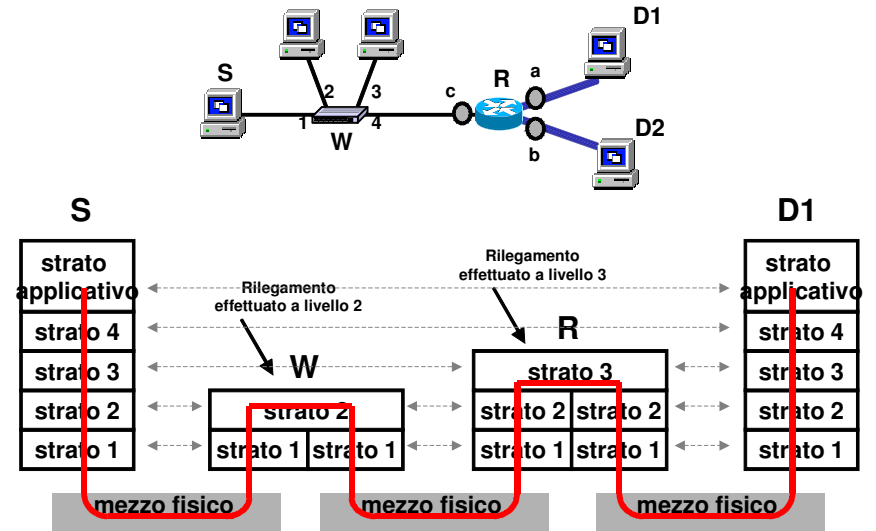 D1
S
2
3
c
R
a
1
W
4
b
D2
S
D1
strato
applicativo
Rilegamento
effettuato a livello 2
Rilegamento
effettuato a livello 3
strato
applicativo
strato 4
R
strato 4
strato 3
W
strato 3
strato 3
strato 2
strato 2
strato 2
strato 2
strato 2
strato 1
strato 1
strato 1
strato 1
strato 1
strato 1
mezzo fisico
mezzo fisico
mezzo fisico